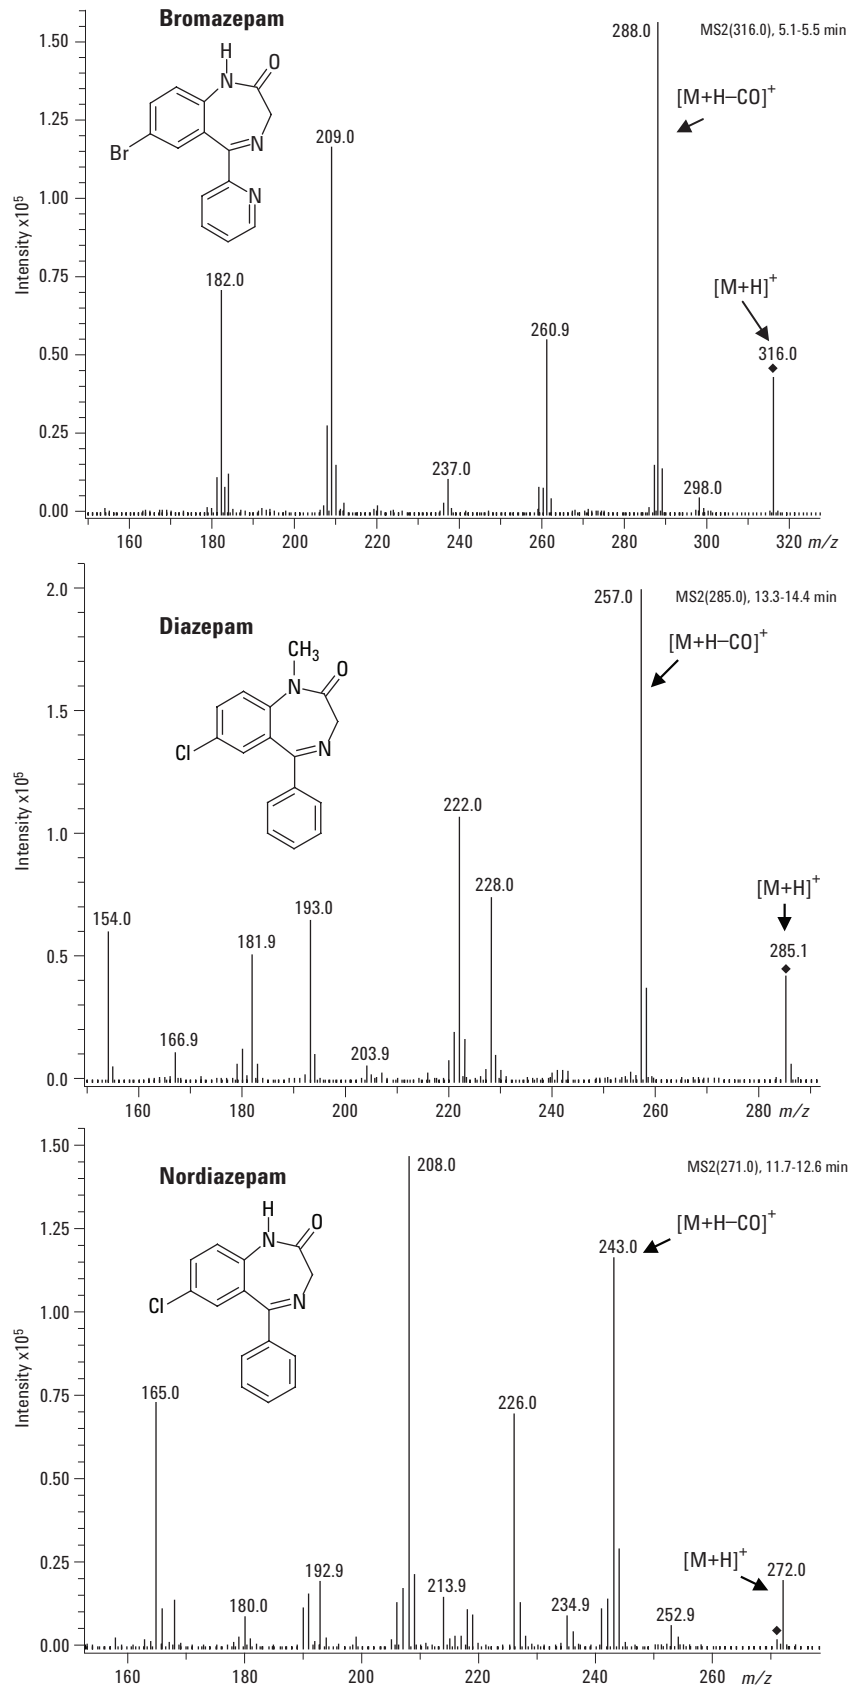 Bromazepam
MS2(316.0), 5.1-5.5 min
H
N
O
N
Br
N
288.0
[M+H–CO]⁺
209.0
182.0
260.9
[M+H]⁺
316.0
237.0
298.0
Intensity x10⁵
1.50
1.25
1.00
0.75
0.50
0.25
0.00
160 180 200 220 240 260 280 300 320 m/z
Diazepam
MS2(285.0), 13.3-14.4 min
CH₃
N
O
N
Cl
257.0
[M+H–CO]⁺
222.0
228.0
[M+H]⁺
285.1
154.0
193.0
181.9
166.9
203.9
Intensity x10⁵
2.0
1.5
1.0
0.5
0.0
160 180 200 220 240 260 280 m/z
Nordiazepam
MS2(271.0), 11.7-12.6 min
H
N
O
N
Cl
208.0
[M+H–CO]⁺
243.0
165.0
226.0
[M+H]⁺
272.0
192.9
180.0
213.9
234.9
252.9
Intensity x10⁵
1.50
1.25
1.00
0.75
0.50
0.25
0.00
160 180 200 220 240 260 m/z